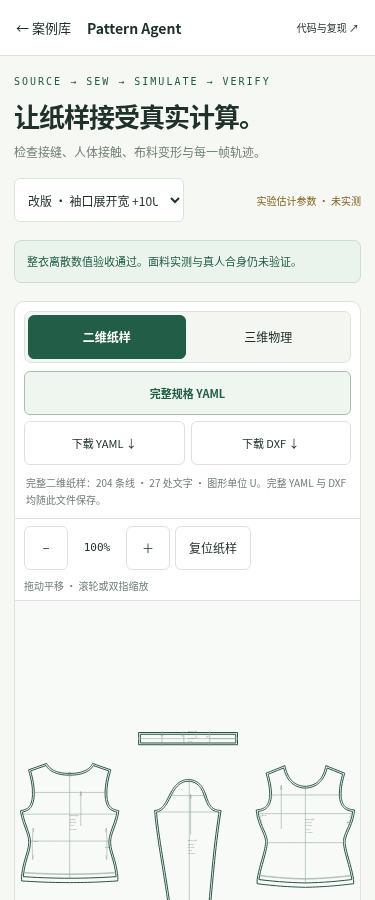 ← 案例库 Pattern Agent 代码与复现 ↗
SOURCE → SEW → SIMULATE → VERIFY
让纸样接受真实计算。
检查接缝、人体接触、布料变形与每一帧轨迹。
改版 · 袖口展开宽 +10U
实验估计参数 · 未实测
整衣离散数值验收通过。面料实测与真人合身仍未验证。
二维纸样 三维物理
完整规格 YAML
下载 YAML ↓ 下载 DXF ↓
完整二维纸样：204 条线 · 27 处文字 · 图形单位 U。完整 YAML 与 DXF
均随此文件保存。
− 100% ＋ 复位纸样
拖动平移 · 滚轮或双指缩放